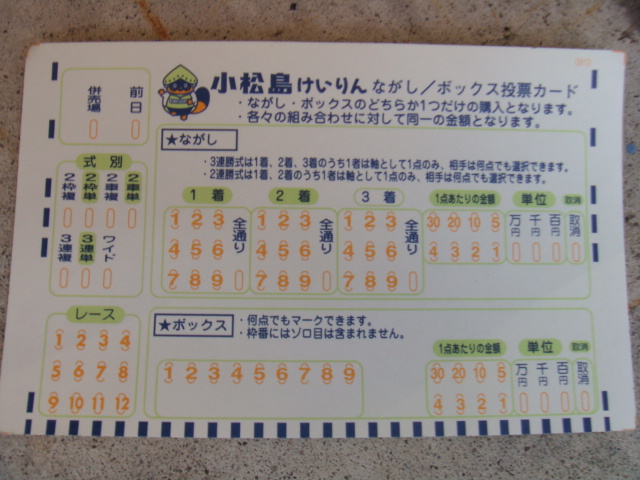 小松島けいりん ながし／ボックス投票カード
・ながし・ボックスのどちらか1つだけの購入となります。
・各々の組み合わせに対して同一の金額となります。
前日
併売場
★ながし
・3連勝式は1着、2着、3着のうち1者は軸として1点のみ、相手は何点でも選択できます。
・2連勝式は1着、2着のうち1者は軸として1点のみ、相手は何点でも選択できます。
式別
2枠複 2枠単 2車複 2車単
3連複 3連単 ワイド
1着 2着 3着 1点あたりの金額 単位 取消
1 2 3 全通り 1 2 3 全通り 1 2 3 全通り 30 20 10 5 万円 千円 百円 取消
4 5 6 4 5 6 4 5 6 4 3 2 1
7 8 9 7 8 9 7 8 9
レース
1 2 3 4
5 6 7 8
9 10 11 12
★ボックス
・何点でもマークできます。
・枠番にはゾロ目は含まれません。
1点あたりの金額 単位 取消
1 2 3 4 5 6 7 8 9 30 20 10 5 万円 千円 百円 取消
4 3 2 1